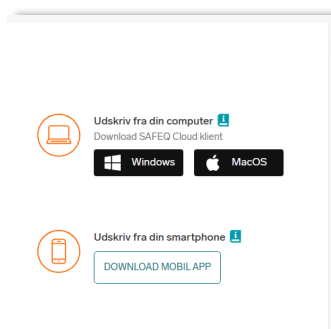 Udskriv fra din computer
Download SAFEQ Cloud klient
Windows
MacOS
Udskriv fra din smartphone
DOWNLOAD MOBIL APP